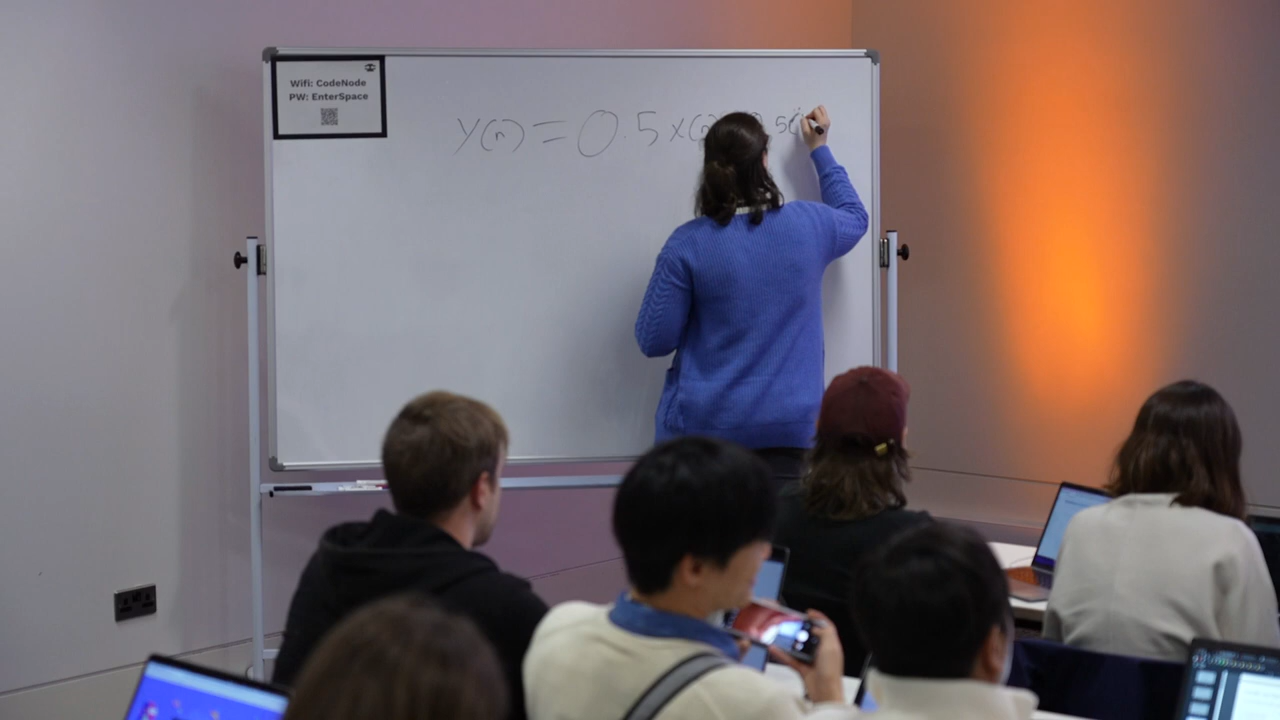 Wifi: CodeNode
PW: EnterSpace
y(n) = 0.5 x(n)